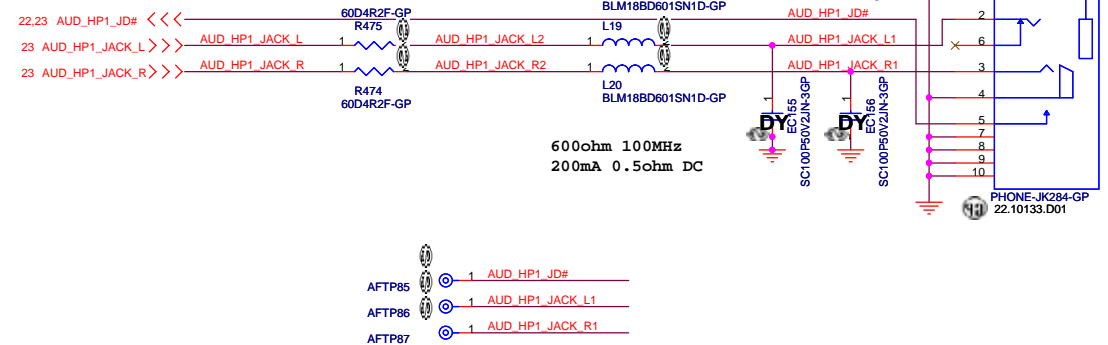 60D4R2F-GP
R475
BLM18BD601SN1D-GP
L19
22,23 AUD_HP1_JD#
AUD_HP1_JD#
2
23 AUD_HP1_JACK_L
AUD_HP1_JACK_L
1
AUD_HP1_JACK_L2
1
AUD_HP1_JACK_L1
6
23 AUD_HP1_JACK_R
AUD_HP1_JACK_R
1
AUD_HP1_JACK_R2
1
AUD_HP1_JACK_R1
3
R474
60D4R2F-GP
L20
BLM18BD601SN1D-GP
4
1
DY
EC155
SC100P50V2JN-3GP
1
DY
EC156
SC100P50V2JN-3GP
5
7
8
9
10
600ohm 100MHz
200mA 0.5ohm DC
PHONE-JK284-GP
22.10133.D01
AFTP85
1
AUD_HP1_JD#
AFTP86
1
AUD_HP1_JACK_L1
AFTP87
1
AUD_HP1_JACK_R1